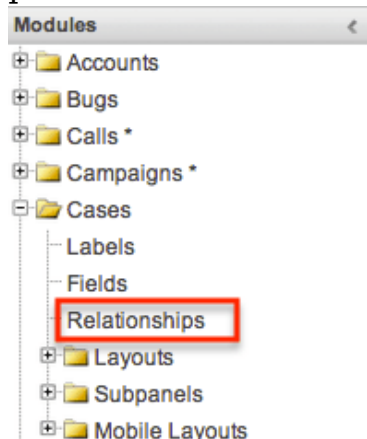 Modules <
Accounts
Bugs
Calls *
Campaigns *
Cases
Labels
Fields
Relationships
Layouts
Subpanels
Mobile Layouts